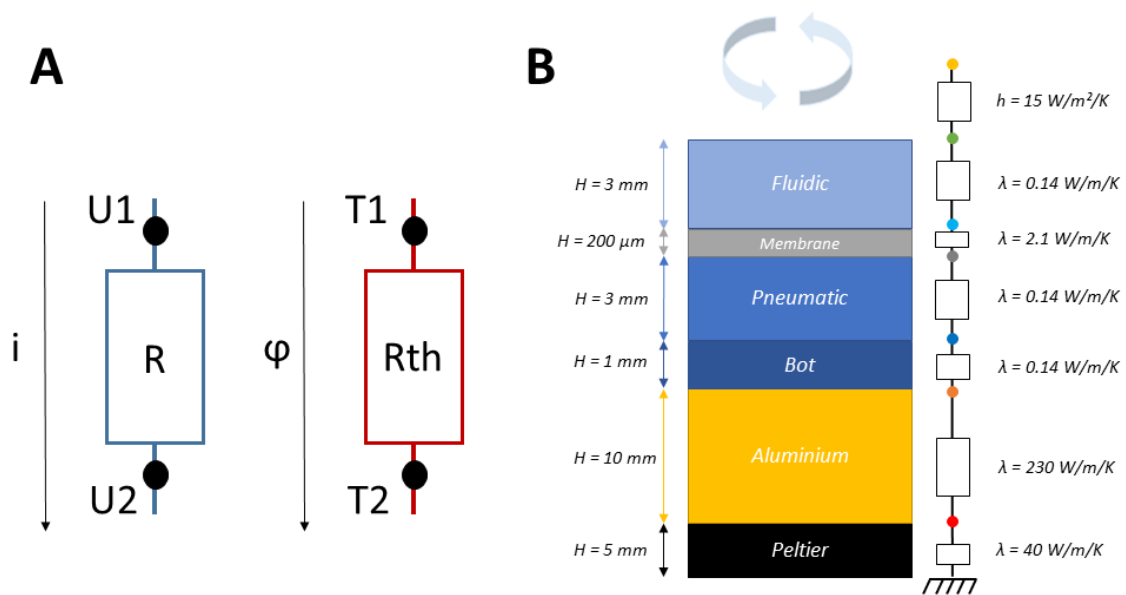 A
U1
i
R
U2
T1
φ
Rth
T2
B
h = 15 W/m²/K
H = 3 mm
Fluidic
λ = 0.14 W/m/K
H = 200 μm
Membrane
λ = 2.1 W/m/K
H = 3 mm
Pneumatic
λ = 0.14 W/m/K
H = 1 mm
Bot
λ = 0.14 W/m/K
H = 10 mm
Aluminium
λ = 230 W/m/K
H = 5 mm
Peltier
λ = 40 W/m/K